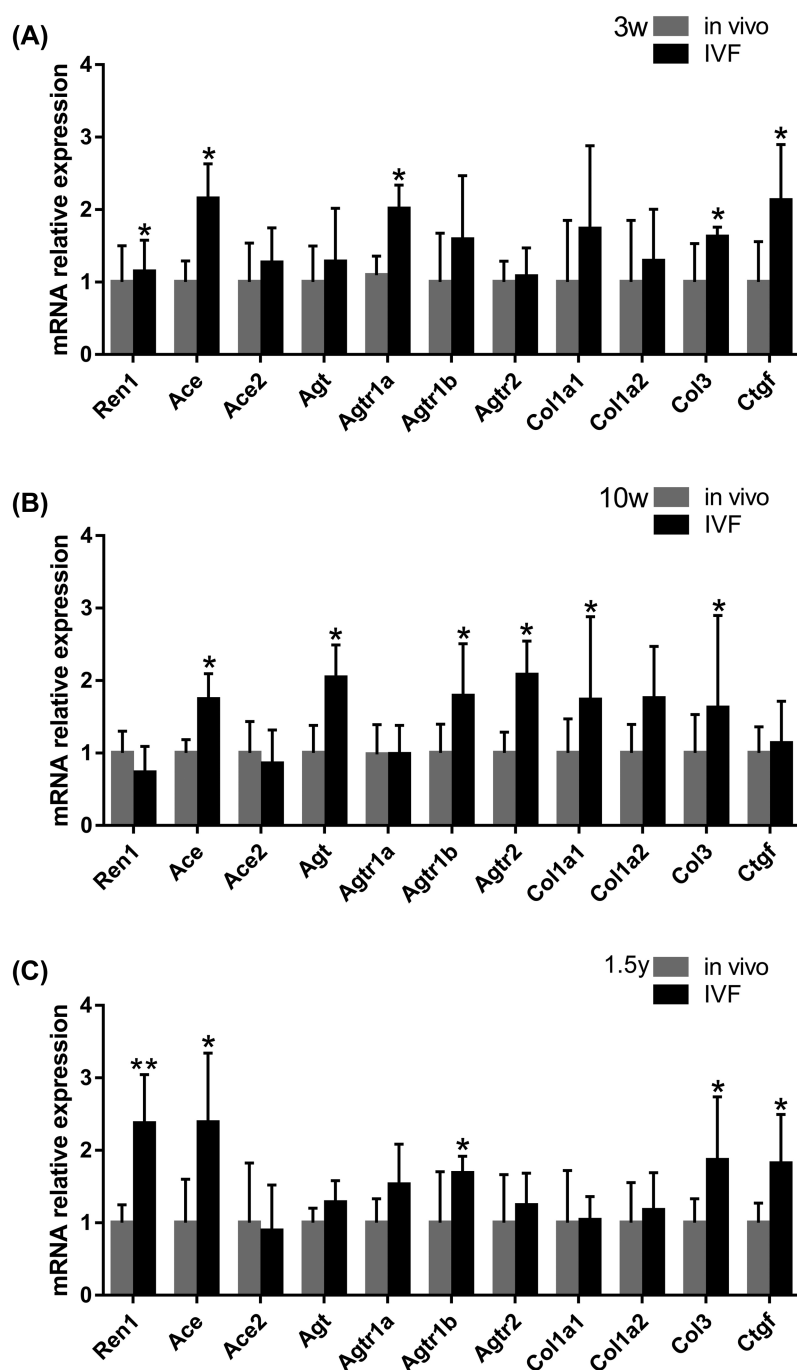 (A)
3w in vivo
IVF
mRNA relative expression
4
3
2
1
0
* * * * *
Ren1 Ace Ace2 Agt Agtr1a Agtr1b Agtr2 Col1a1 Col1a2 Col3 Ctgf
(B)
10w in vivo
IVF
mRNA relative expression
4
3
2
1
0
* * * * * *
Ren1 Ace Ace2 Agt Agtr1a Agtr1b Agtr2 Col1a1 Col1a2 Col3 Ctgf
(C)
1.5y in vivo
IVF
mRNA relative expression
4
3
2
1
0
** * * * *
Ren1 Ace Ace2 Agt Agtr1a Agtr1b Agtr2 Col1a1 Col1a2 Col3 Ctgf